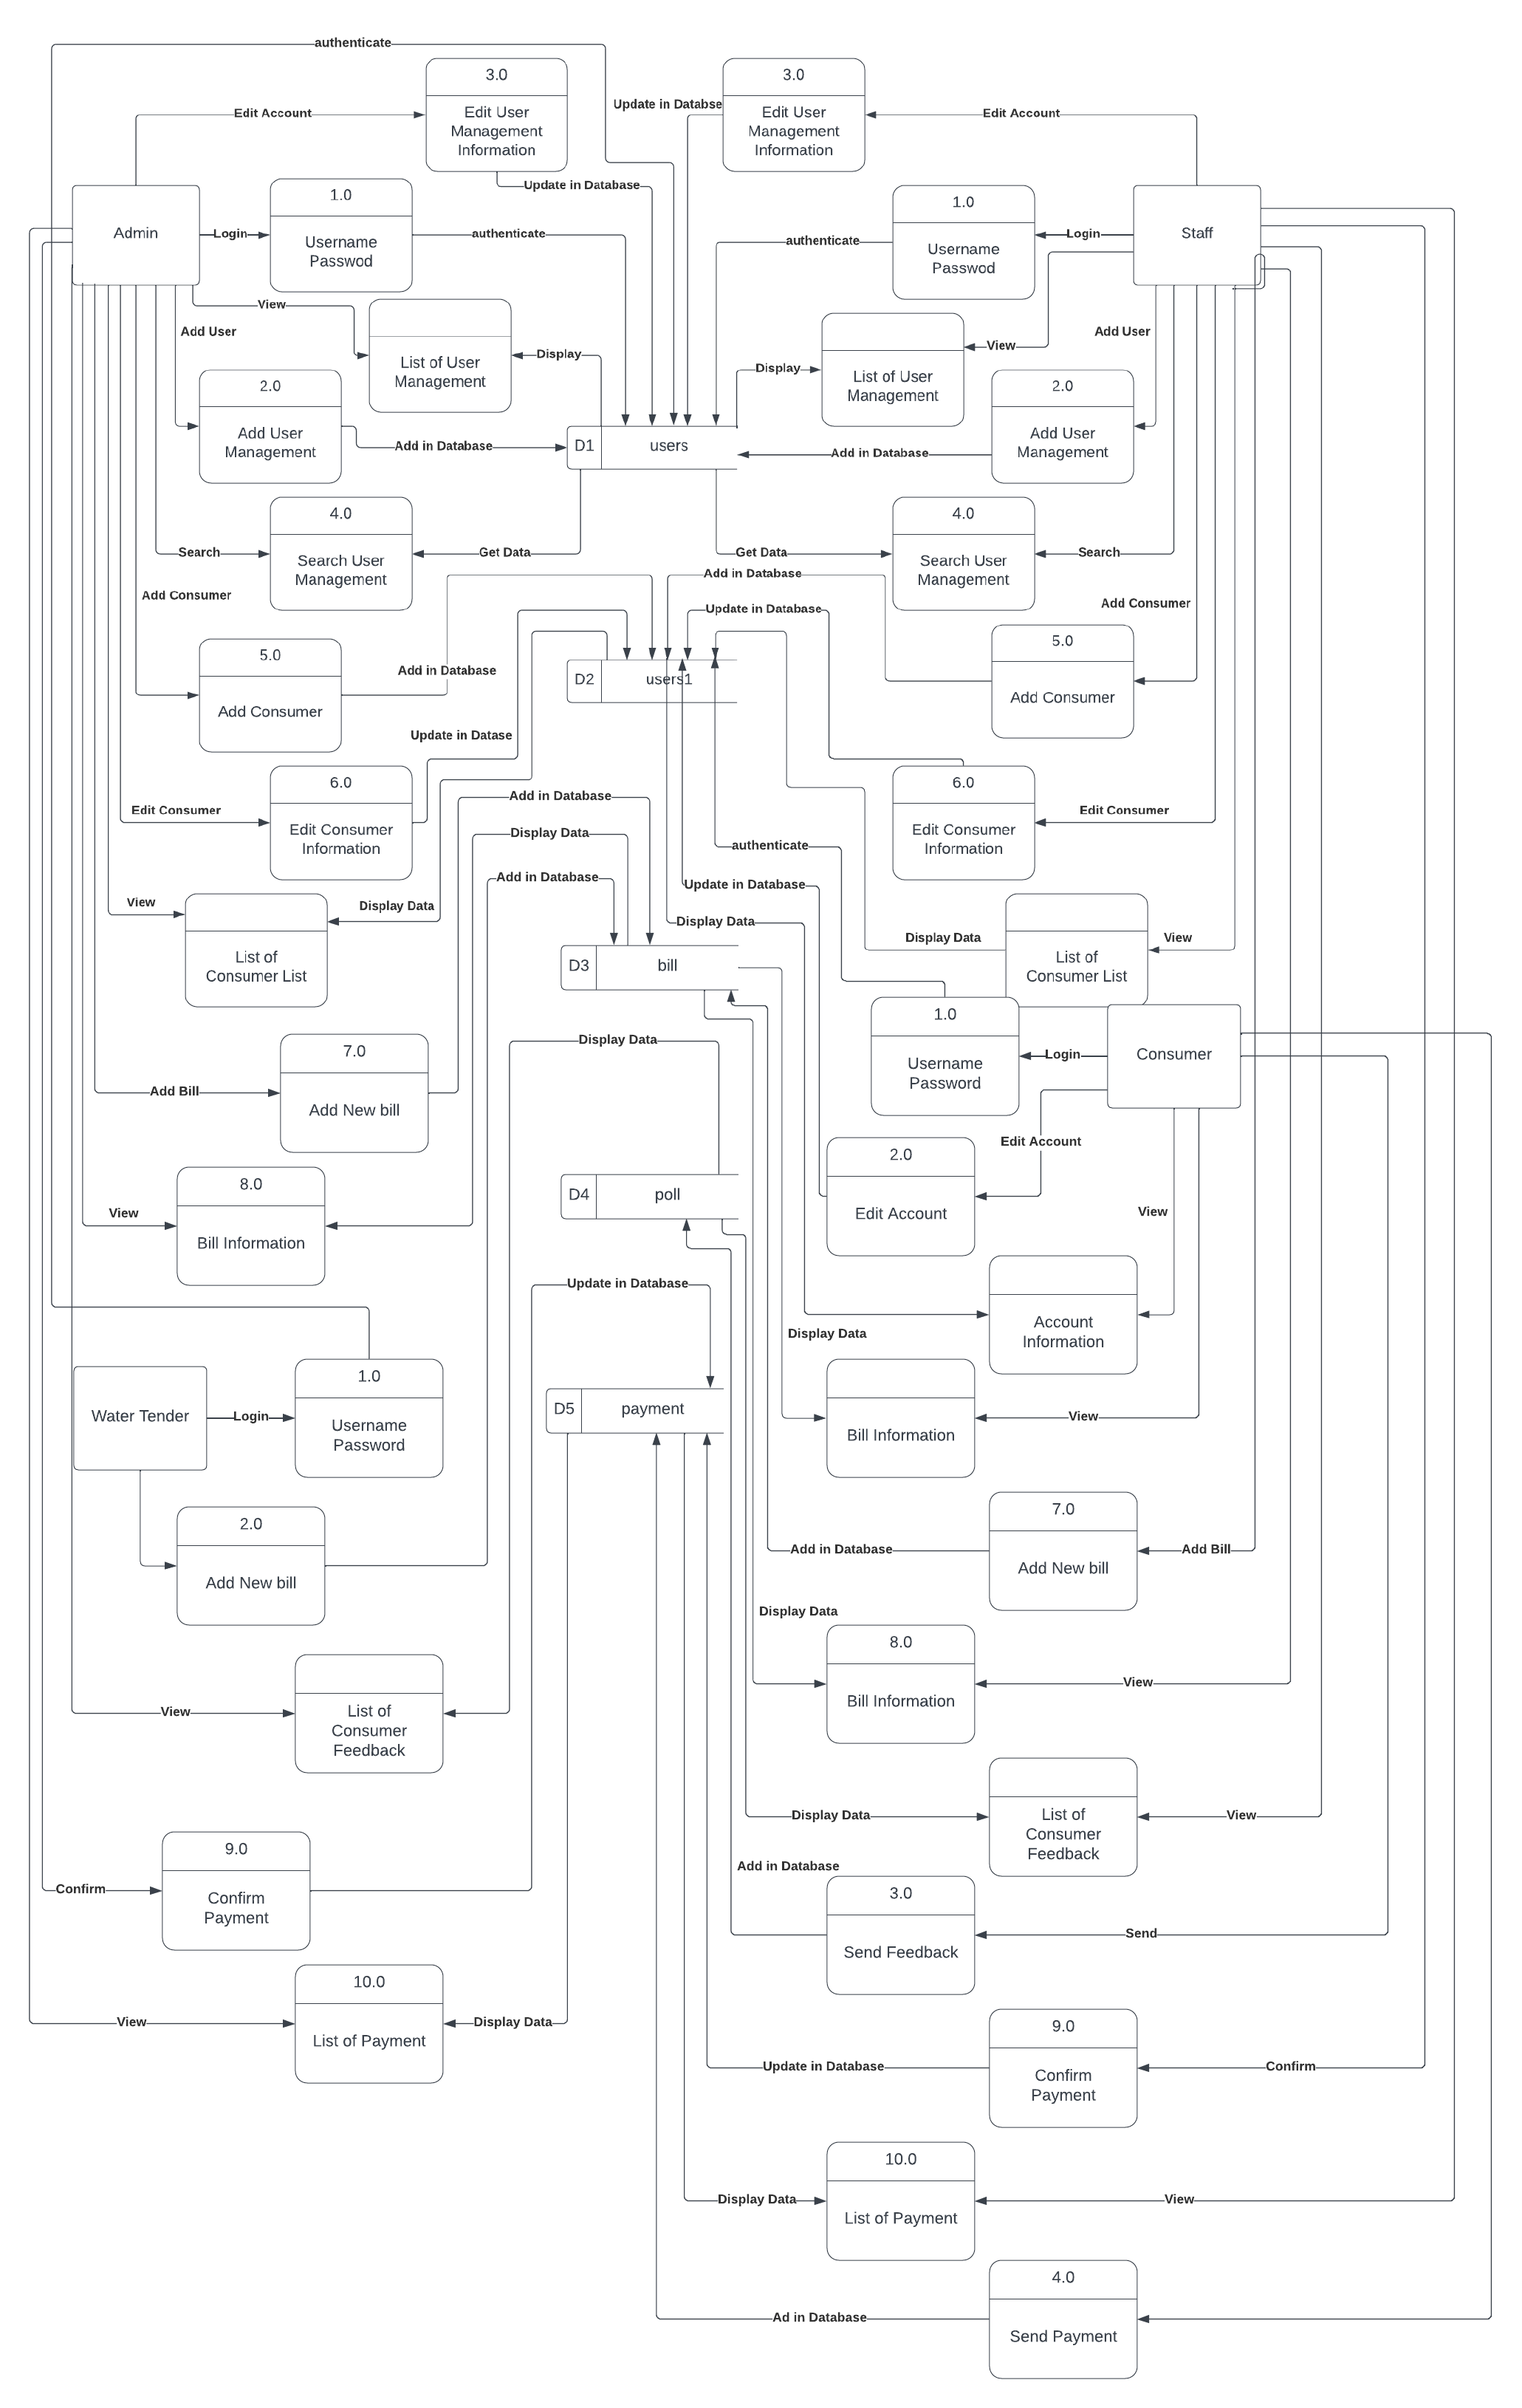 authenticate
3.0
Edit User
Management
Information
3.0
Edit User
Management
Information
Update in Databse
Edit Account
Edit Account
Update in Database
Admin
Login
1.0
Username
Passwod
authenticate
authenticate
1.0
Username
Passwod
Login
Staff
View
Add User
List of User
Management
Display
Display
List of User
Management
View
Add User
2.0
Add User
Management
Add in Database
D1
users
Add in Database
2.0
Add User
Management
Search
4.0
Search User
Management
Get Data
Get Data
4.0
Search User
Management
Search
Add in Database
Add Consumer
Add Consumer
Update in Database
5.0
Add Consumer
Add in Database
D2
users1
5.0
Add Consumer
Update in Datase
6.0
Edit Consumer
Information
Edit Consumer
Add in Database
Display Data
6.0
Edit Consumer
Information
Edit Consumer
authenticate
Add in Database
Update in Database
View
Display Data
Display Data
List of
Consumer List
Display Data
List of
Consumer List
View
D3
bill
1.0
Username
Password
Login
Consumer
Display Data
7.0
Add New bill
Add Bill
Edit Account
2.0
Edit Account
D4
poll
8.0
Bill Information
View
View
Update in Database
Account
Information
Display Data
Water Tender
Login
1.0
Username
Password
D5
payment
Bill Information
View
2.0
Add New bill
7.0
Add New bill
Add in Database
Add Bill
Display Data
8.0
Bill Information
View
View
List of
Consumer
Feedback
Display Data
List of
Consumer
Feedback
View
9.0
Confirm
Payment
Confirm
Add in Database
3.0
Send Feedback
Send
10.0
List of Payment
View
Display Data
9.0
Confirm
Payment
Update in Database
Confirm
10.0
List of Payment
Display Data
View
4.0
Send Payment
Ad in Database